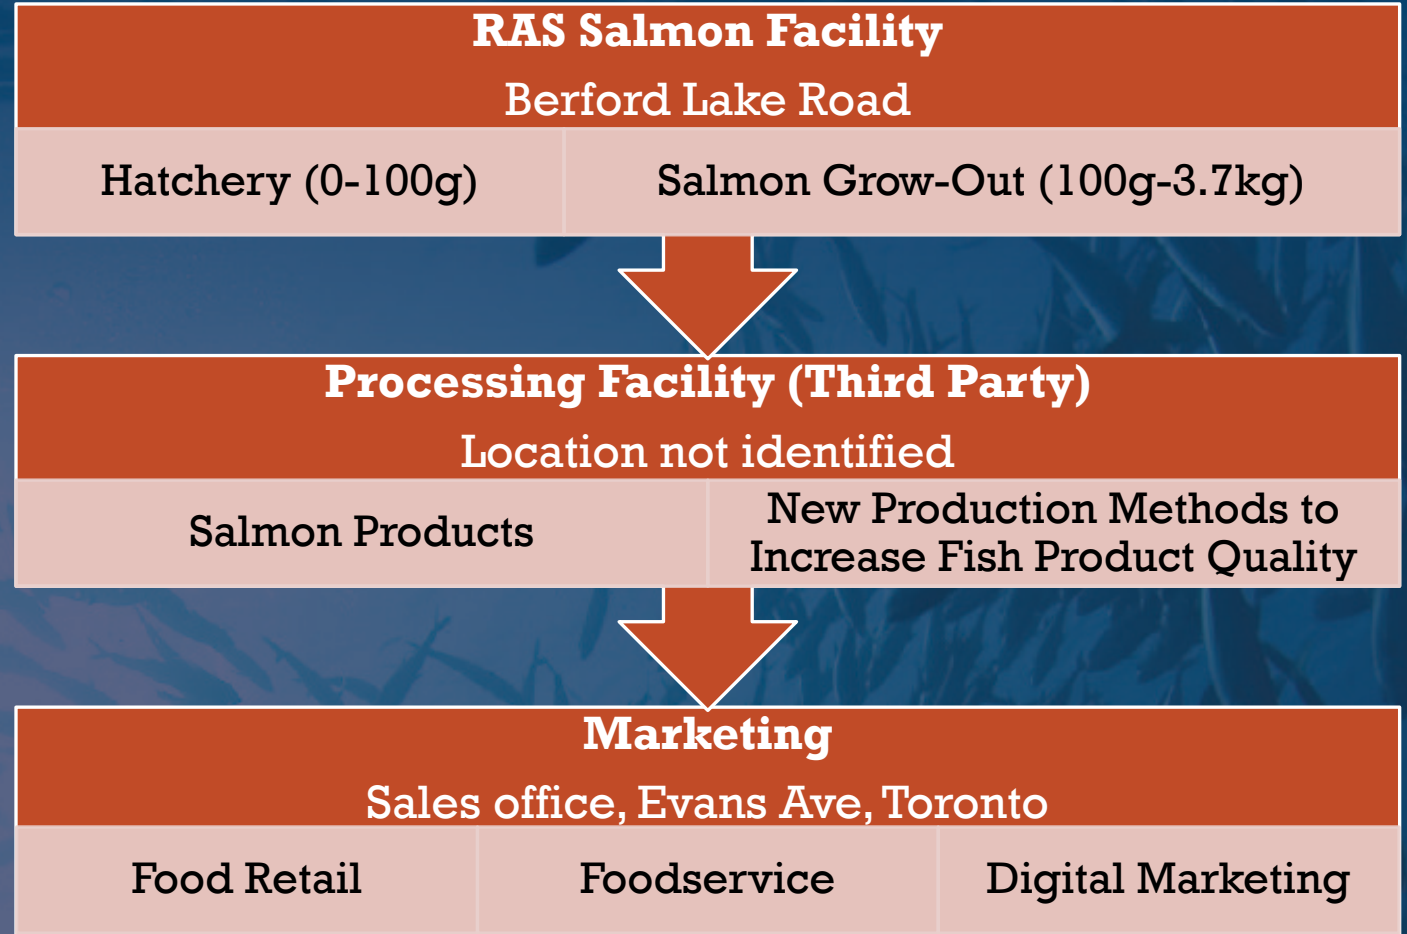 RAS Salmon Facility
Berford Lake Road
Hatchery (0-100g)
Salmon Grow-Out (100g-3.7kg)
Processing Facility (Third Party)
Location not identified
Salmon Products
New Production Methods to
Increase Fish Product Quality
Marketing
Sales office, Evans Ave, Toronto
Food Retail
Foodservice
Digital Marketing